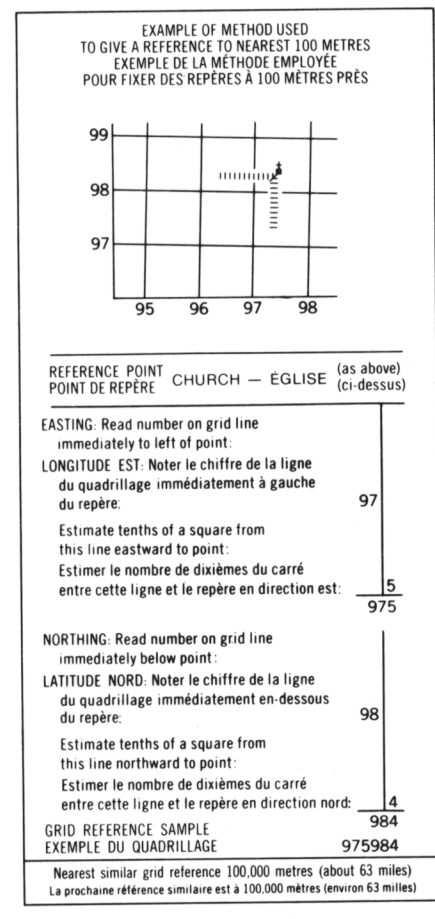 EXAMPLE OF METHOD USED
TO GIVE A REFERENCE TO NEAREST 100 METRES
EXEMPLE DE LA MÉTHODE EMPLOYÉE
POUR FIXER DES REPÈRES À 100 MÈTRES PRÈS
99
98
97
95 96 97 98
REFERENCE POINT
POINT DE REPÈRE
CHURCH — ÉGLISE
(as above)
(ci-dessus)
EASTING: Read number on grid line
immediately to left of point:
LONGITUDE EST: Noter le chiffre de la ligne
du quadrillage immédiatement à gauche
du repère: 97
Estimate tenths of a square from
this line eastward to point:
Estimer le nombre de dixièmes du carré
entre cette ligne et le repère en direction est: 5
975
NORTHING: Read number on grid line
immediately below point:
LATITUDE NORD: Noter le chiffre de la ligne
du quadrillage immédiatement en-dessous
du repère: 98
Estimate tenths of a square from
this line northward to point:
Estimer le nombre de dixièmes du carré
entre cette ligne et le repère en direction nord: 4
984
GRID REFERENCE SAMPLE
EXEMPLE DU QUADRILLAGE 975984
Nearest similar grid reference 100,000 metres (about 63 miles)
La prochaine référence similaire est à 100,000 mètres (environ 63 milles)